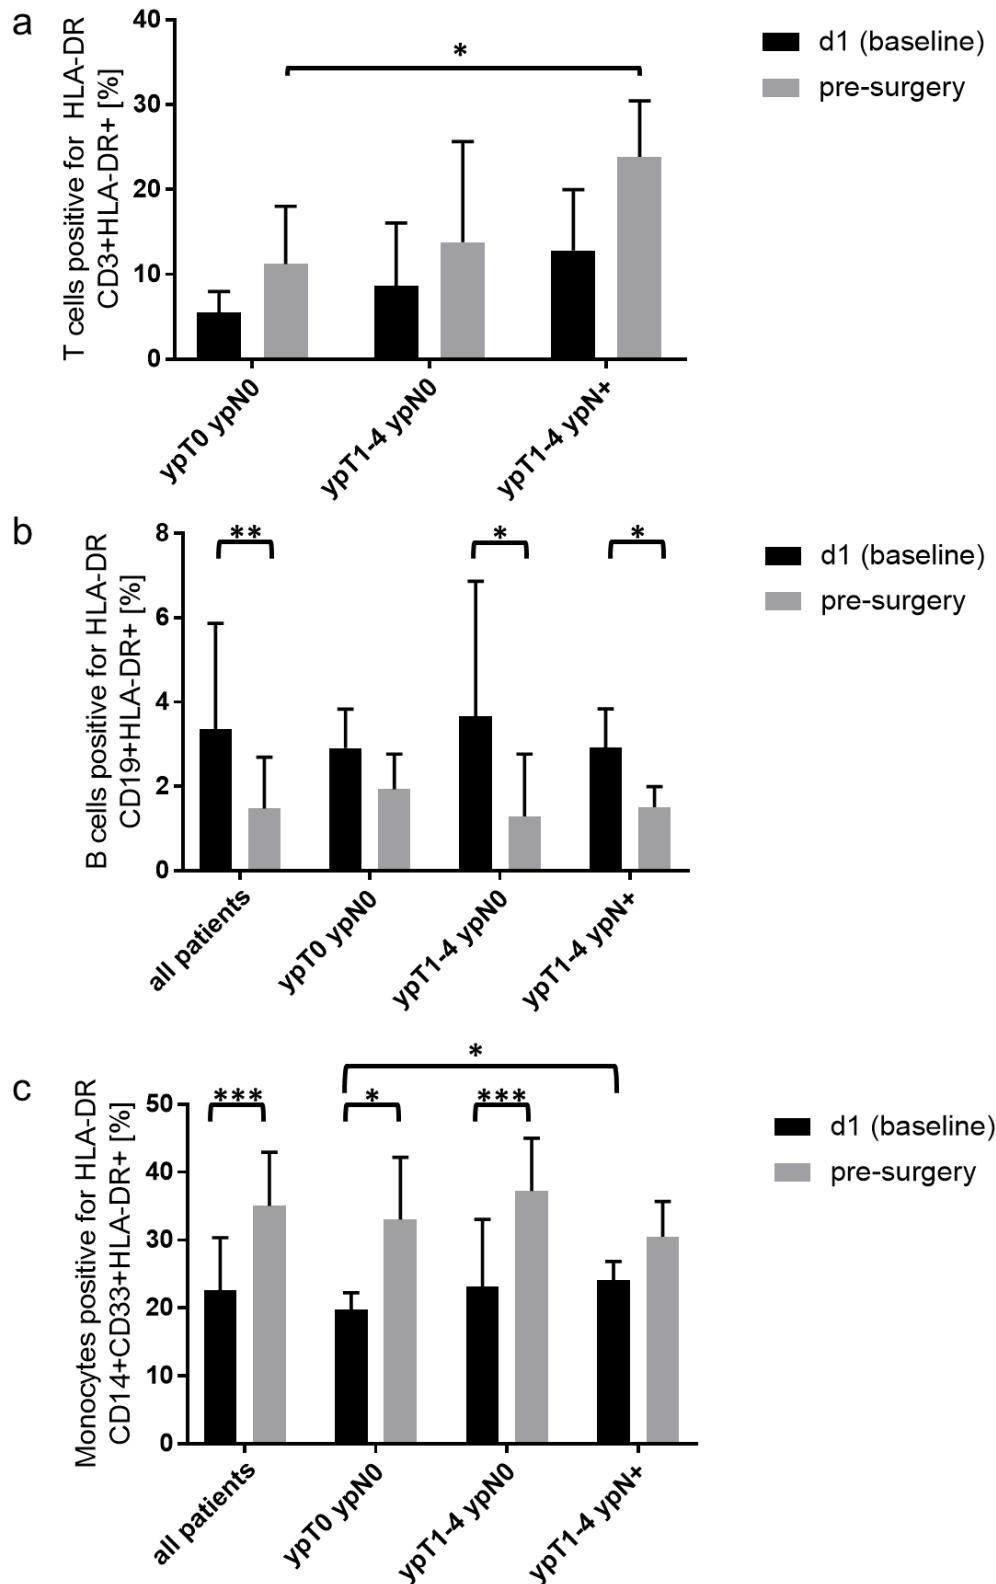 a
T cells positive for HLA-DR
CD3+HLA-DR+ [%]
40
30
20
10
0
*
d1 (baseline)
pre-surgery
ypT0 ypN0
ypT1-4 ypN0
ypT1-4 ypN+
b
B cells positive for HLA-DR
CD19+HLA-DR+ [%]
8
6
4
2
0
**
*
*
d1 (baseline)
pre-surgery
all patients
ypT0 ypN0
ypT1-4 ypN0
ypT1-4 ypN+
c
Monocytes positive for HLA-DR
CD14+CD33+HLA-DR+ [%]
50
40
30
20
10
0
*
***
*
***
d1 (baseline)
pre-surgery
all patients
ypT0 ypN0
ypT1-4 ypN0
ypT1-4 ypN+